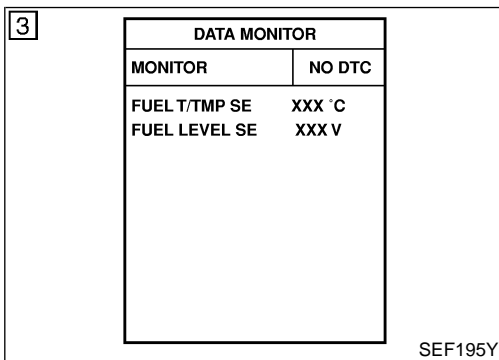 3
DATA MONITOR
MONITOR NO DTC
FUEL T/TMP SE XXX °C
FUEL LEVEL SE XXX V
SEF195Y